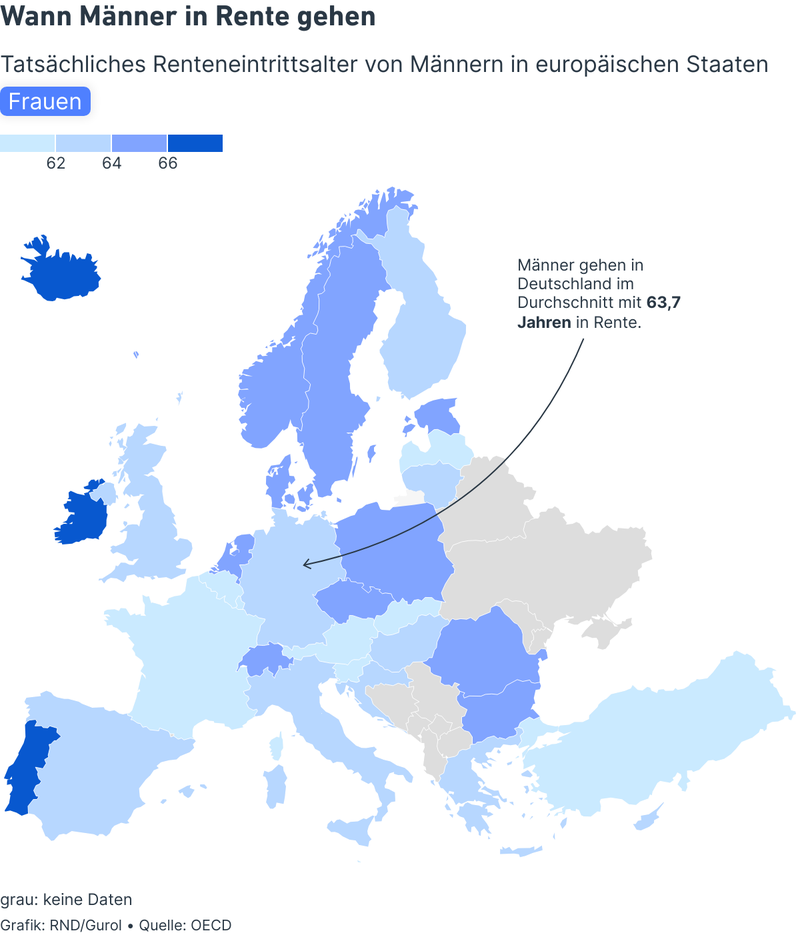 Wann Männer in Rente gehen
Tatsächliches Renteneintrittsalter von Männern in europäischen Staaten
Frauen
62 64 66
Männer gehen in
Deutschland im
Durchschnitt mit 63,7
Jahren in Rente.
grau: keine Daten
Grafik: RND/Gurol • Quelle: OECD